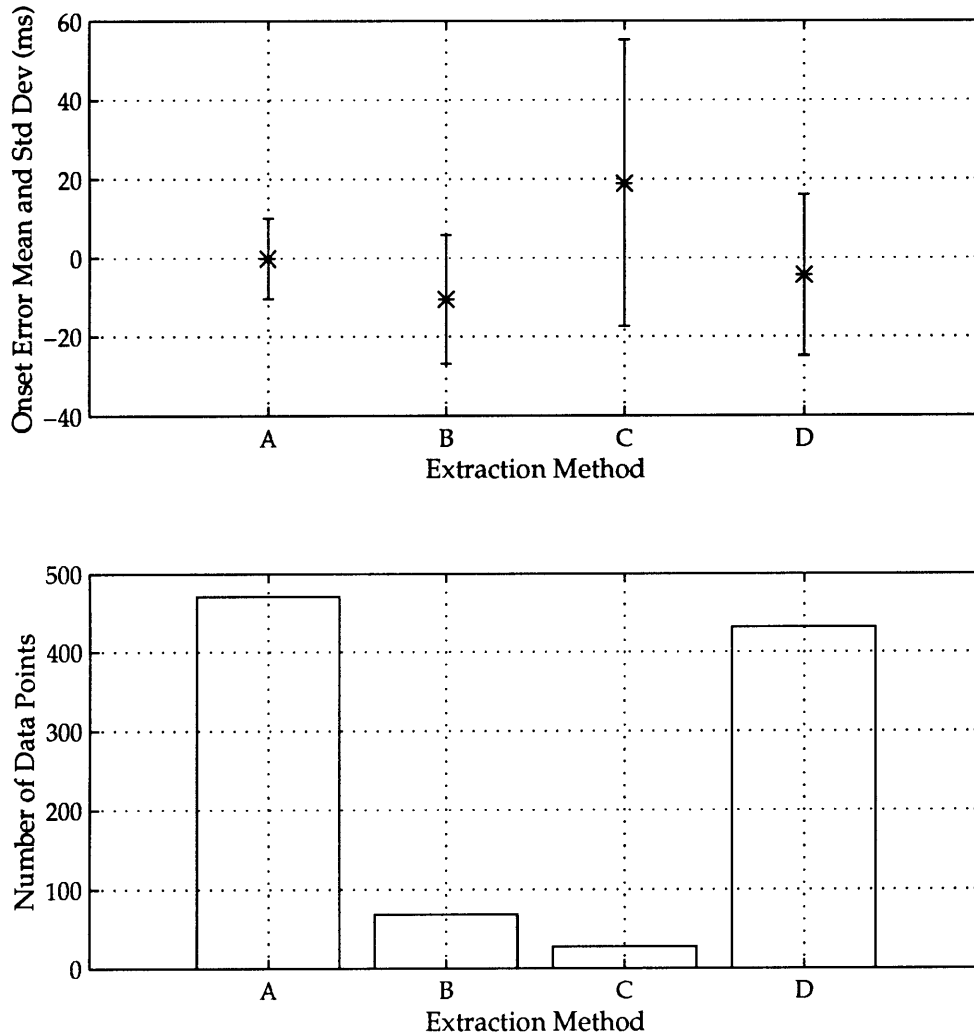 Onset Error Mean and Std Dev (ms)
60
40
20
0
−20
−40
A B C D
Extraction Method
Number of Data Points
500
400
300
200
100
0
A B C D
Extraction Method